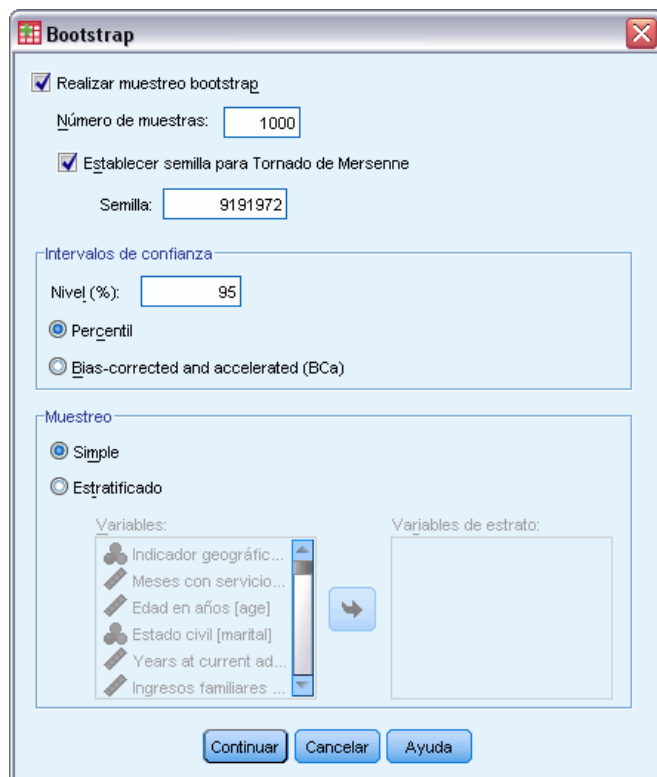 Bootstrap
Realizar muestreo bootstrap
Número de muestras: 1000
Establecer semilla para Tornado de Mersenne
Semilla: 9191972
Intervalos de confianza
Nivel (%): 95
Percentil
Bias-corrected and accelerated (BCa)
Muestreo
Simple
Estratificado
Variables:
Indicador geográfic...
Meses con servicio...
Edad en años [age]
Estado civil [marital]
Years at current ad...
Ingresos familiares ...
Variables de estrato:
Continuar Cancelar Ayuda